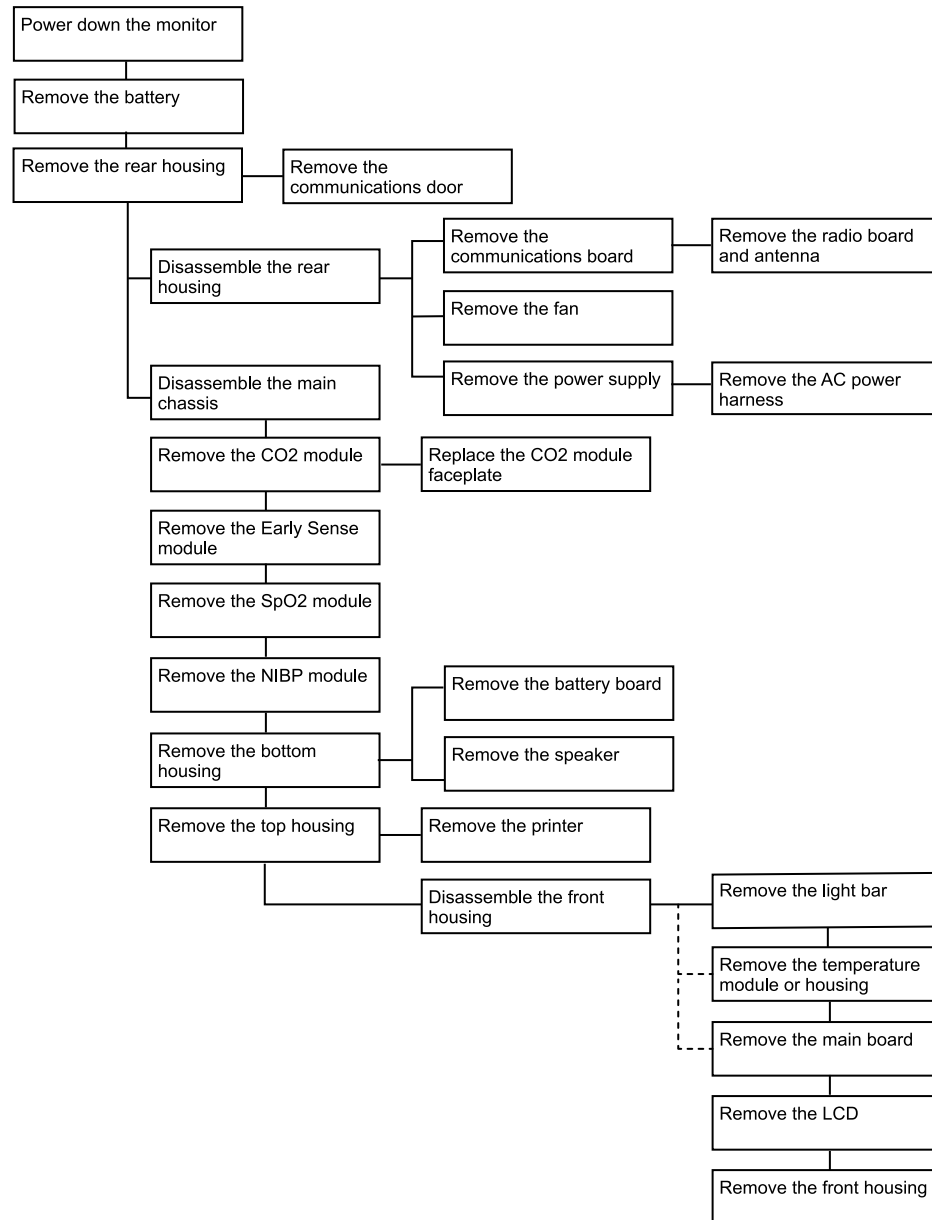 Power down the monitor
Remove the battery
Remove the rear housing
Remove the
communications door
Disassemble the rear
housing
Remove the
communications board
Remove the radio board
and antenna
Remove the fan
Remove the power supply
Remove the AC power
harness
Disassemble the main
chassis
Remove the CO2 module
Replace the CO2 module
faceplate
Remove the Early Sense
module
Remove the SpO2 module
Remove the NIBP module
Remove the battery board
Remove the bottom
housing
Remove the speaker
Remove the top housing
Remove the printer
Disassemble the front
housing
Remove the light bar
Remove the temperature
module or housing
Remove the main board
Remove the LCD
Remove the front housing